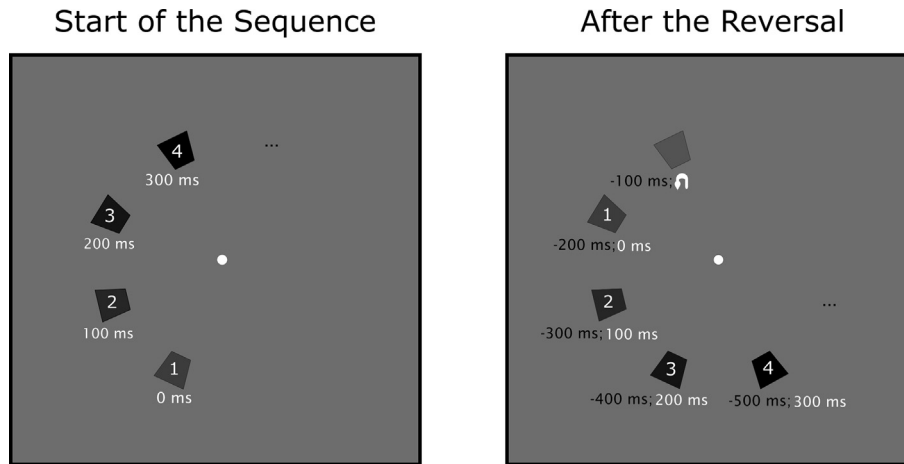 Start of the Sequence
4
300 ms
...
3
200 ms
2
100 ms
1
0 ms
After the Reversal
-100 ms;
1
-200 ms; 0 ms
2
-300 ms; 100 ms
...
3
-400 ms; 200 ms
4
-500 ms; 300 ms